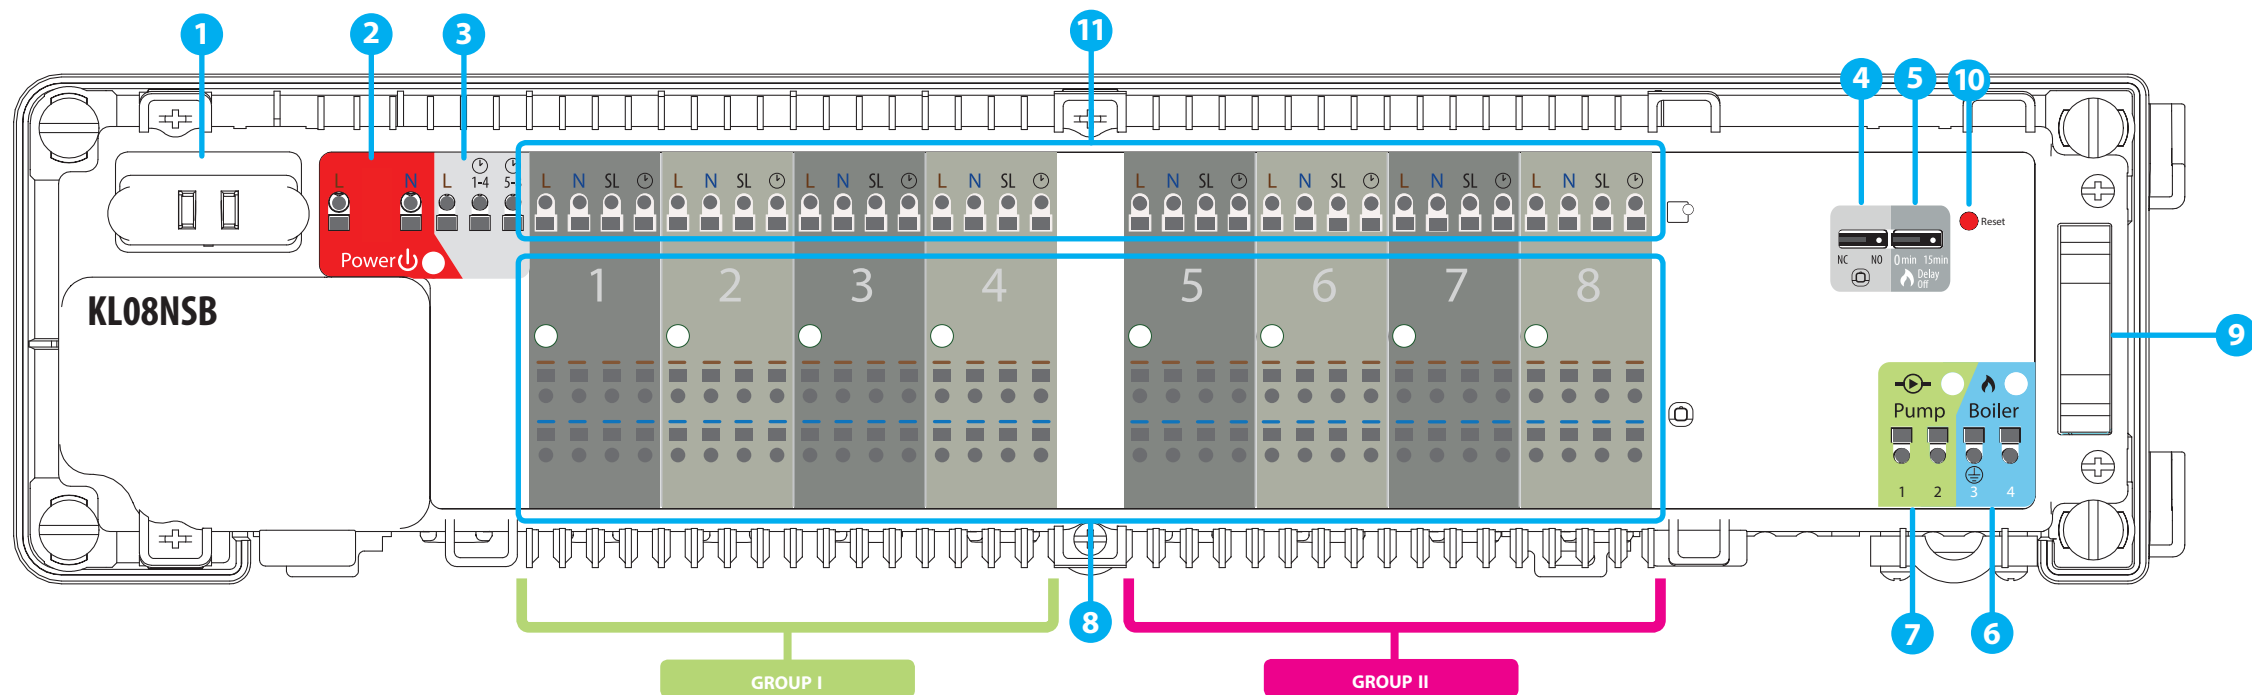 1 2 3 11 4 5 10
L N L 1-4 5- L N SL L N SL L N SL L N SL L N SL L N SL L N SL L N SL
Reset
Power
NC NO 0min 15min
Delay
Off
1 2 3 4 5 6 7 8
KL08NSB
9
Pump Boiler
1 2 3 4
8 7 6
GROUP I GROUP II